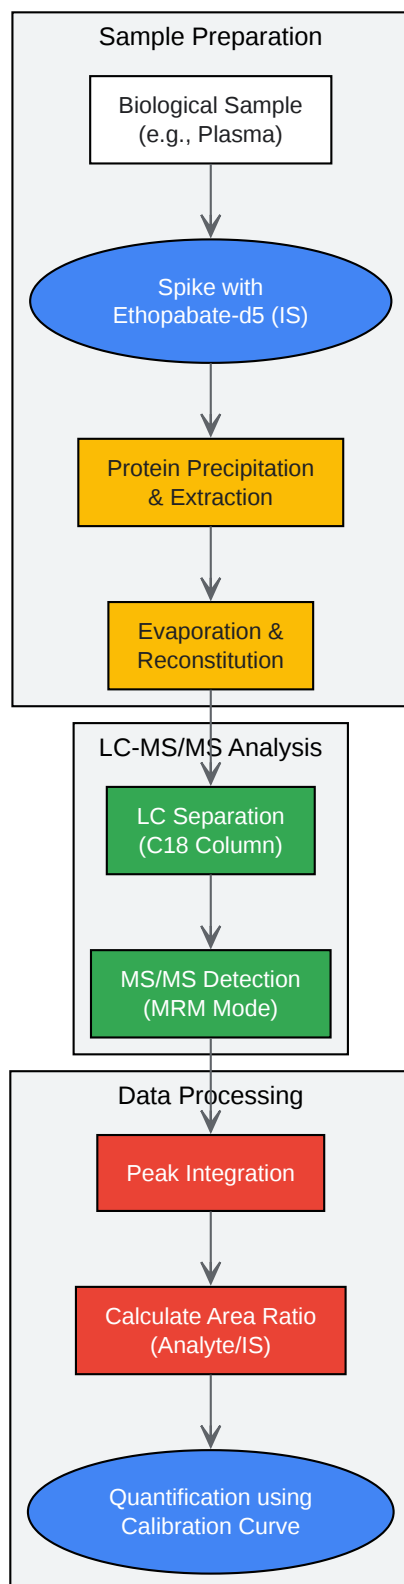 Sample Preparation
Biological Sample
(e.g., Plasma)
Spike with
Ethopabate-d5 (IS)
Protein Precipitation
& Extraction
Evaporation &
Reconstitution
LC-MS/MS Analysis
LC Separation
(C18 Column)
MS/MS Detection
(MRM Mode)
Data Processing
Peak Integration
Calculate Area Ratio
(Analyte/IS)
Quantification using
Calibration Curve